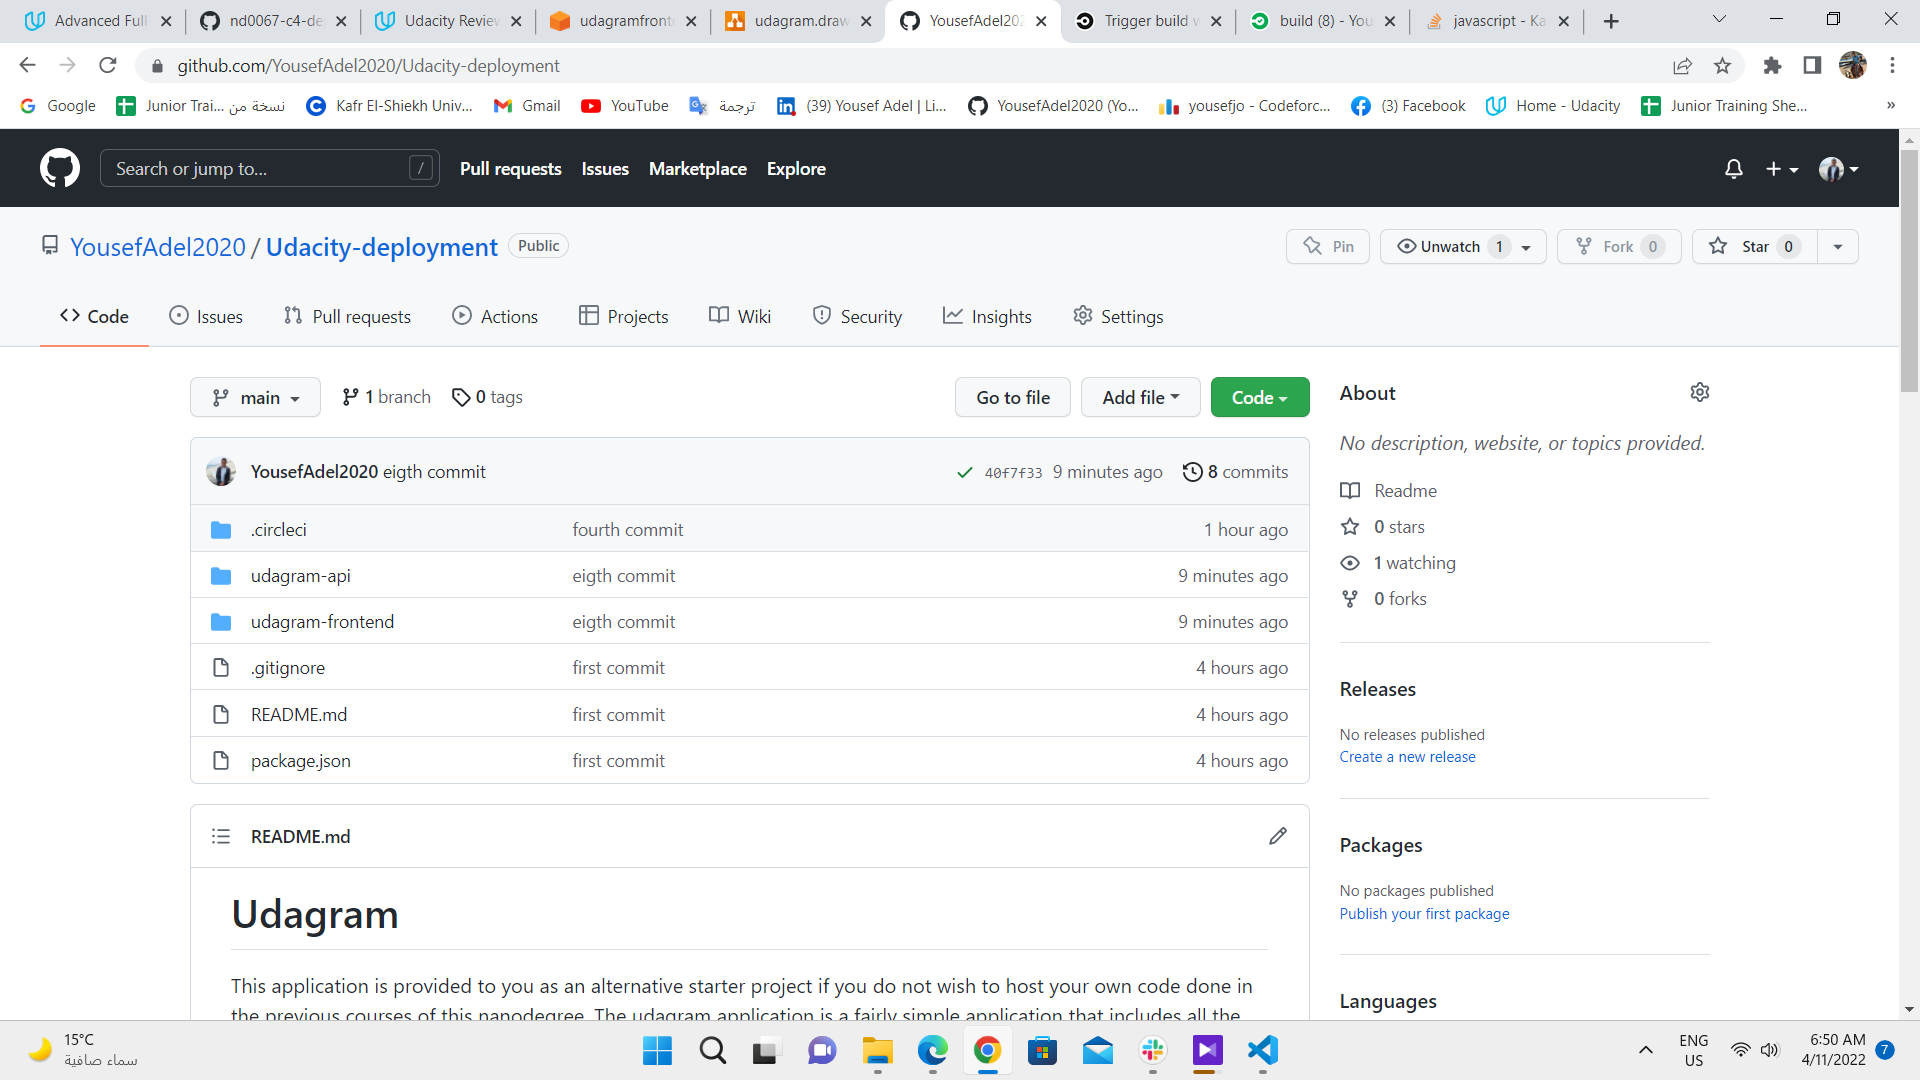 Advanced Full
nd0067-c4-de
Udacity Review
udagramfront
udagram.draw
YousefAdel202
Trigger build w
build (8) - You
javascript - Ka
github.com/YousefAdel2020/Udacity-deployment
Google
نسخة من Junior Trai...
Kafr El-Shiekh Univ...
Gmail
YouTube
ترجمة
(39) Yousef Adel | Li...
YousefAdel2020 (Yo...
yousefjo - Codeforc...
(3) Facebook
Home - Udacity
Junior Training She...
»
Search or jump to...
/
Pull requests
Issues
Marketplace
Explore
YousefAdel2020 / Udacity-deployment
Public
Pin
Unwatch 1
Fork 0
Star 0
Code
Issues
Pull requests
Actions
Projects
Wiki
Security
Insights
Settings
main
1 branch
0 tags
Go to file
Add file
Code
YousefAdel2020 eigth commit
40f7f33 9 minutes ago
8 commits
.circleci fourth commit 1 hour ago
udagram-api eigth commit 9 minutes ago
udagram-frontend eigth commit 9 minutes ago
.gitignore first commit 4 hours ago
README.md first commit 4 hours ago
package.json first commit 4 hours ago
README.md
Udagram
This application is provided to you as an alternative starter project if you do not wish to host your own code done in
the previous courses of this nanodegree. The udagram application is a fairly simple application that includes all the
About
No description, website, or topics provided.
Readme
0 stars
1 watching
0 forks
Releases
No releases published
Create a new release
Packages
No packages published
Publish your first package
Languages
15°C
سماء صافية
ENG
US
6:50 AM
4/11/2022
7